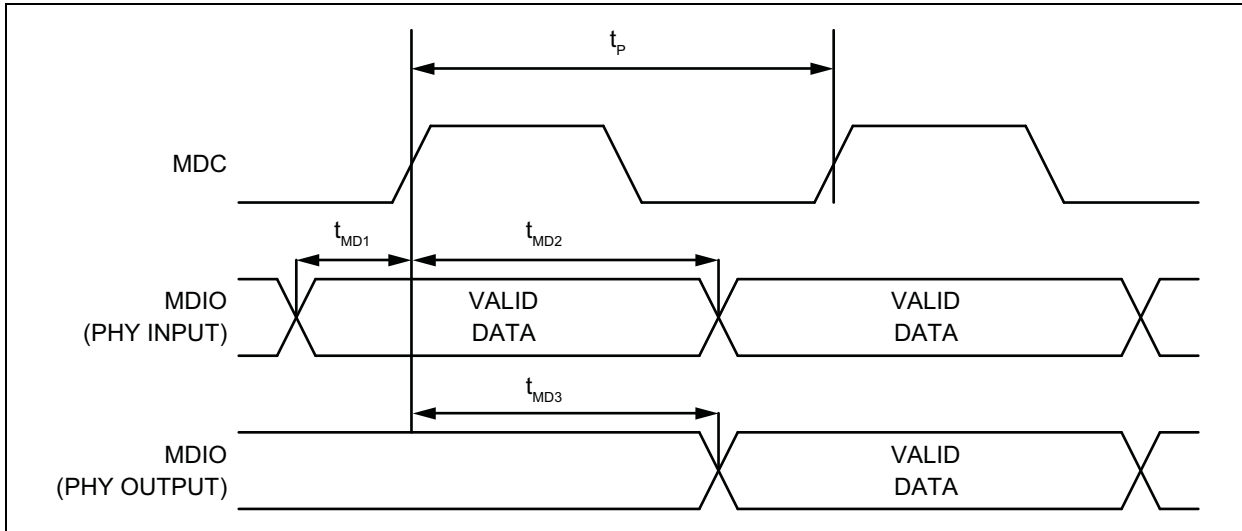 tP
MDC
tMD1
tMD2
MDIO
(PHY INPUT)
VALID
DATA
VALID
DATA
tMD3
MDIO
(PHY OUTPUT)
VALID
DATA